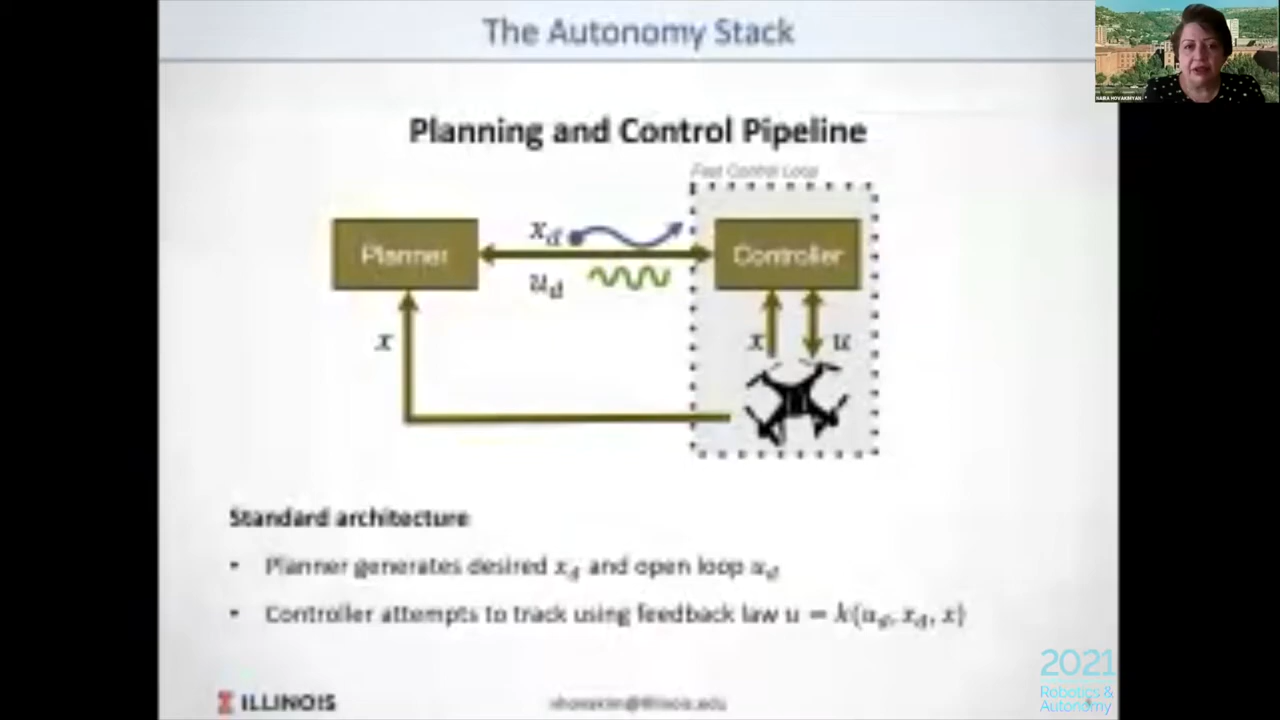 The Autonomy Stack
Planning and Control Pipeline
Fast Control Loop
Planner
x_d
u_d
Controller
x
x
u
Standard architecture
• Planner generates desired x_d and open loop u_d
• Controller attempts to track using feedback law u = k(u_d, x_d, x)
ILLINOIS
nhovakim@illinois.edu
NAIRA HOVAKIMYAN
2021
Robotics &
Autonomy